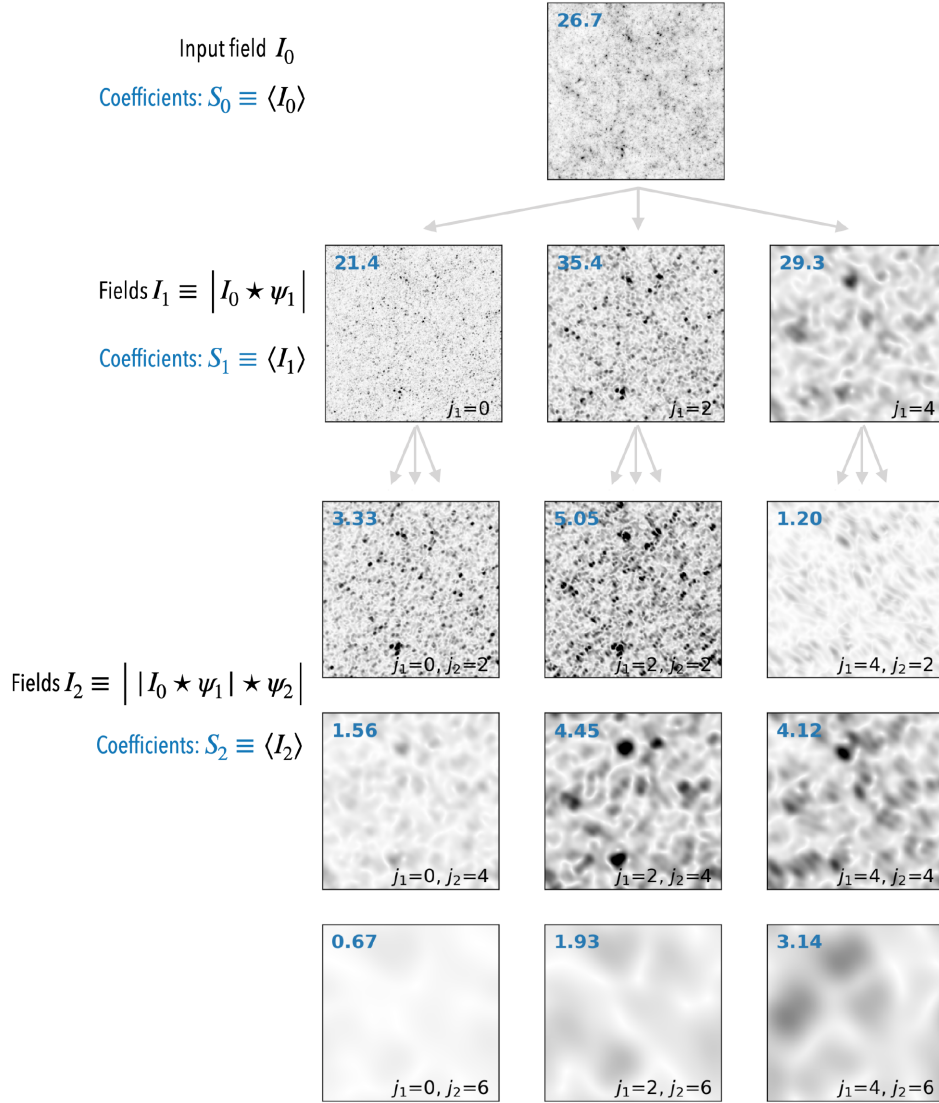 26.7
Input field I₀
Coefficients: S₀ ≡ ⟨I₀⟩
21.4 35.4 29.3
Fields I₁ ≡ |I₀ ★ ψ₁|
Coefficients: S₁ ≡ ⟨I₁⟩
j₁=0 j₁=2 j₁=4
3.33 5.05 1.20
j₁=0, j₂=2 j₁=2, j₂=2 j₁=4, j₂=2
Fields I₂ ≡ | |I₀ ★ ψ₁| ★ ψ₂|
1.56 4.45 4.12
Coefficients: S₂ ≡ ⟨I₂⟩
j₁=0, j₂=4 j₁=2, j₂=4 j₁=4, j₂=4
0.67 1.93 3.14
j₁=0, j₂=6 j₁=2, j₂=6 j₁=4, j₂=6